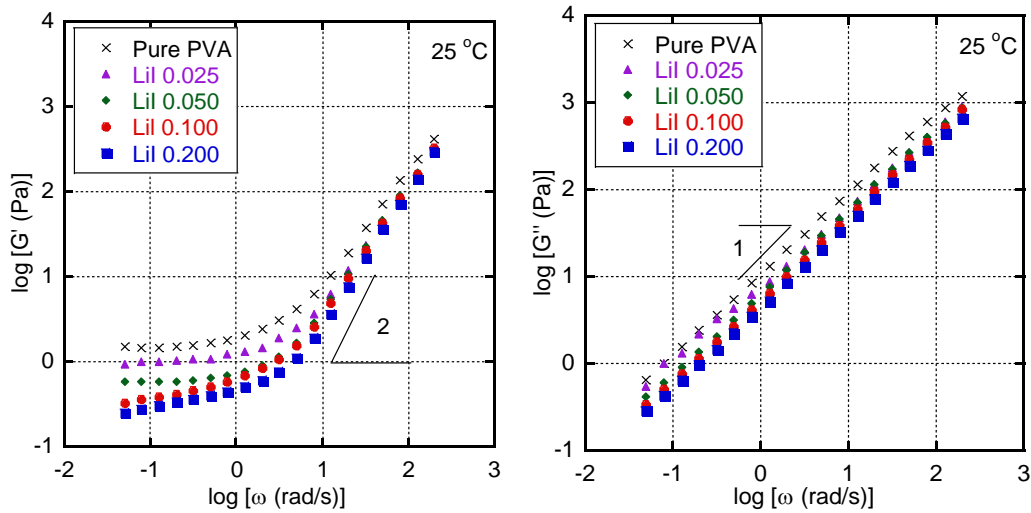 4
3
2
1
0
-1
-2
-1
0
1
2
3
log [G' (Pa)]
log [ω (rad/s)]
25 °C
Pure PVA
LiI 0.025
LiI 0.050
LiI 0.100
LiI 0.200
2
4
3
2
1
0
-1
-2
-1
0
1
2
3
log [G'' (Pa)]
log [ω (rad/s)]
25 °C
Pure PVA
LiI 0.025
LiI 0.050
LiI 0.100
LiI 0.200
1